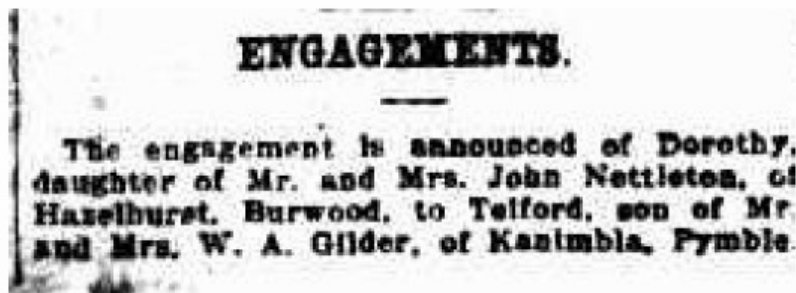 ENGAGEMENTS.
The engagement is announced of Dorothy,
daughter of Mr. and Mrs. John Nettleton, of
Hazelhurst, Burwood, to Telford, son of Mr.
and Mrs. W. A. Gilder, of Kanimbla, Pymble.